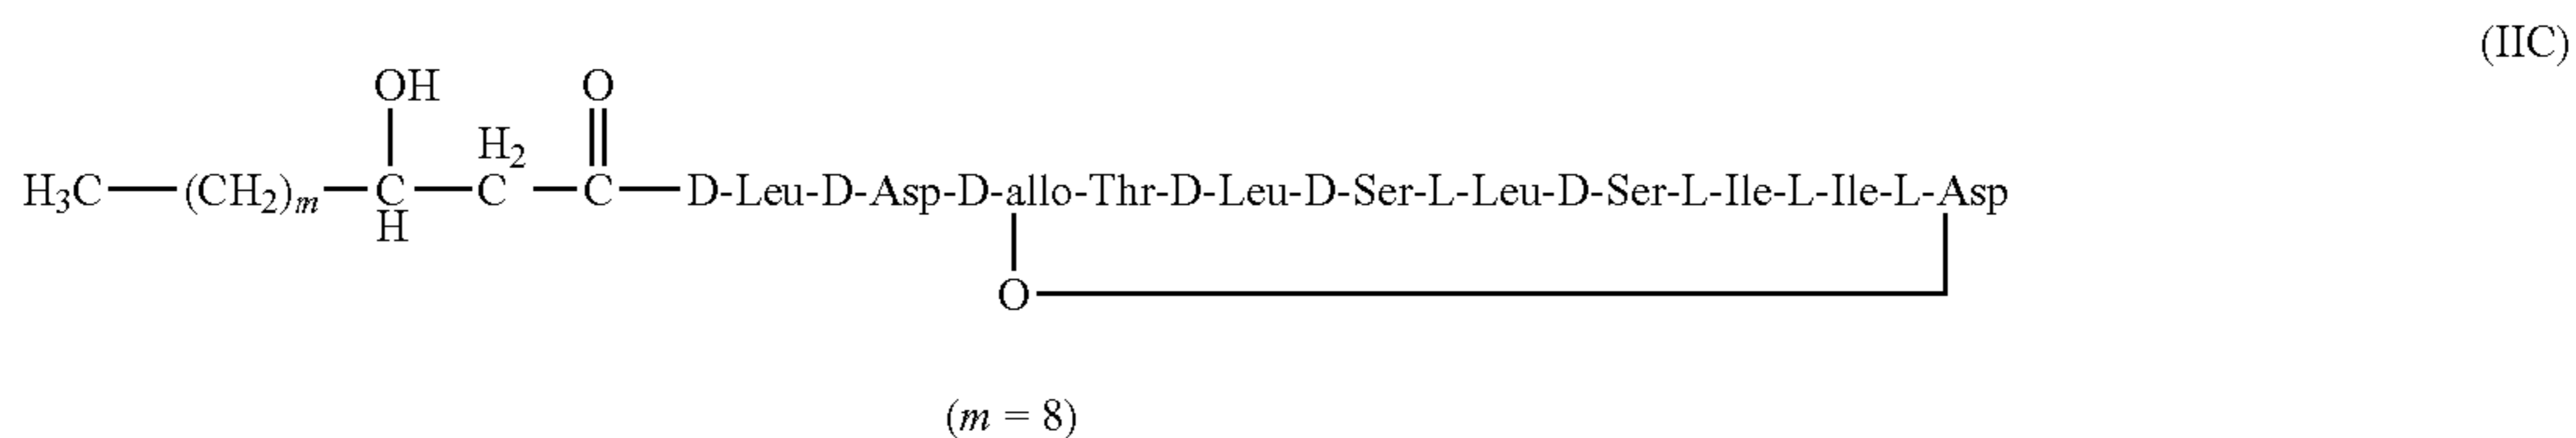 (IIC)
OH O
H₂
H₃C—(CH₂)ₘ—C—C—C—D-Leu-D-Asp-D-allo-Thr-D-Leu-D-Ser-L-Leu-D-Ser-L-Ile-L-Ile-L-Asp
H
O
(m = 8)